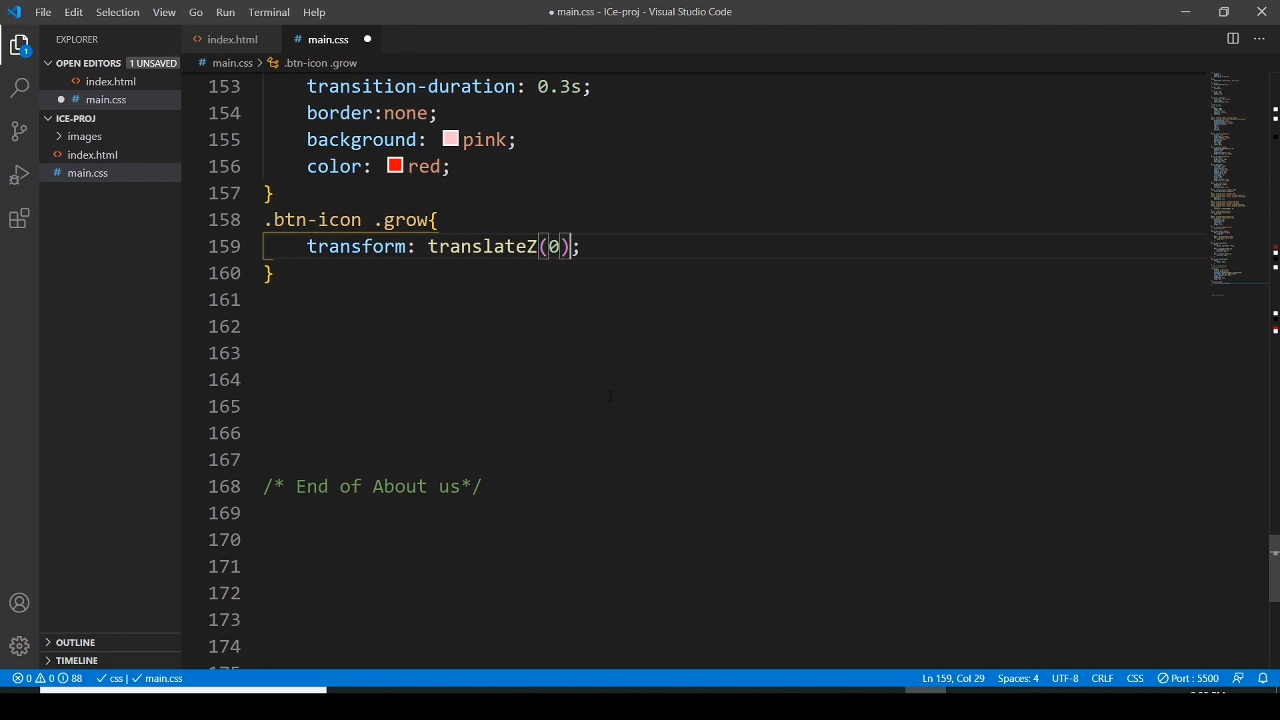 File Edit Selection View Go Run Terminal Help
● main.css - ICe-proj - Visual Studio Code
EXPLORER
index.html
main.css
OPEN EDITORS 1 UNSAVED
main.css > .btn-icon .grow
index.html
main.css
ICE-PROJ
images
index.html
main.css
153 transition-duration: 0.3s;
154 border:none;
155 background: pink;
156 color: red;
157 }
158 .btn-icon .grow{
159 transform: translateZ(0);
160 }
161
162
163
164
165
166
167
168 /* End of About us*/
169
170
171
172
173
174
OUTLINE
TIMELINE
1
0 0 88 css | main.css
Ln 159, Col 29 Spaces: 4 UTF-8 CRLF CSS Port : 5500